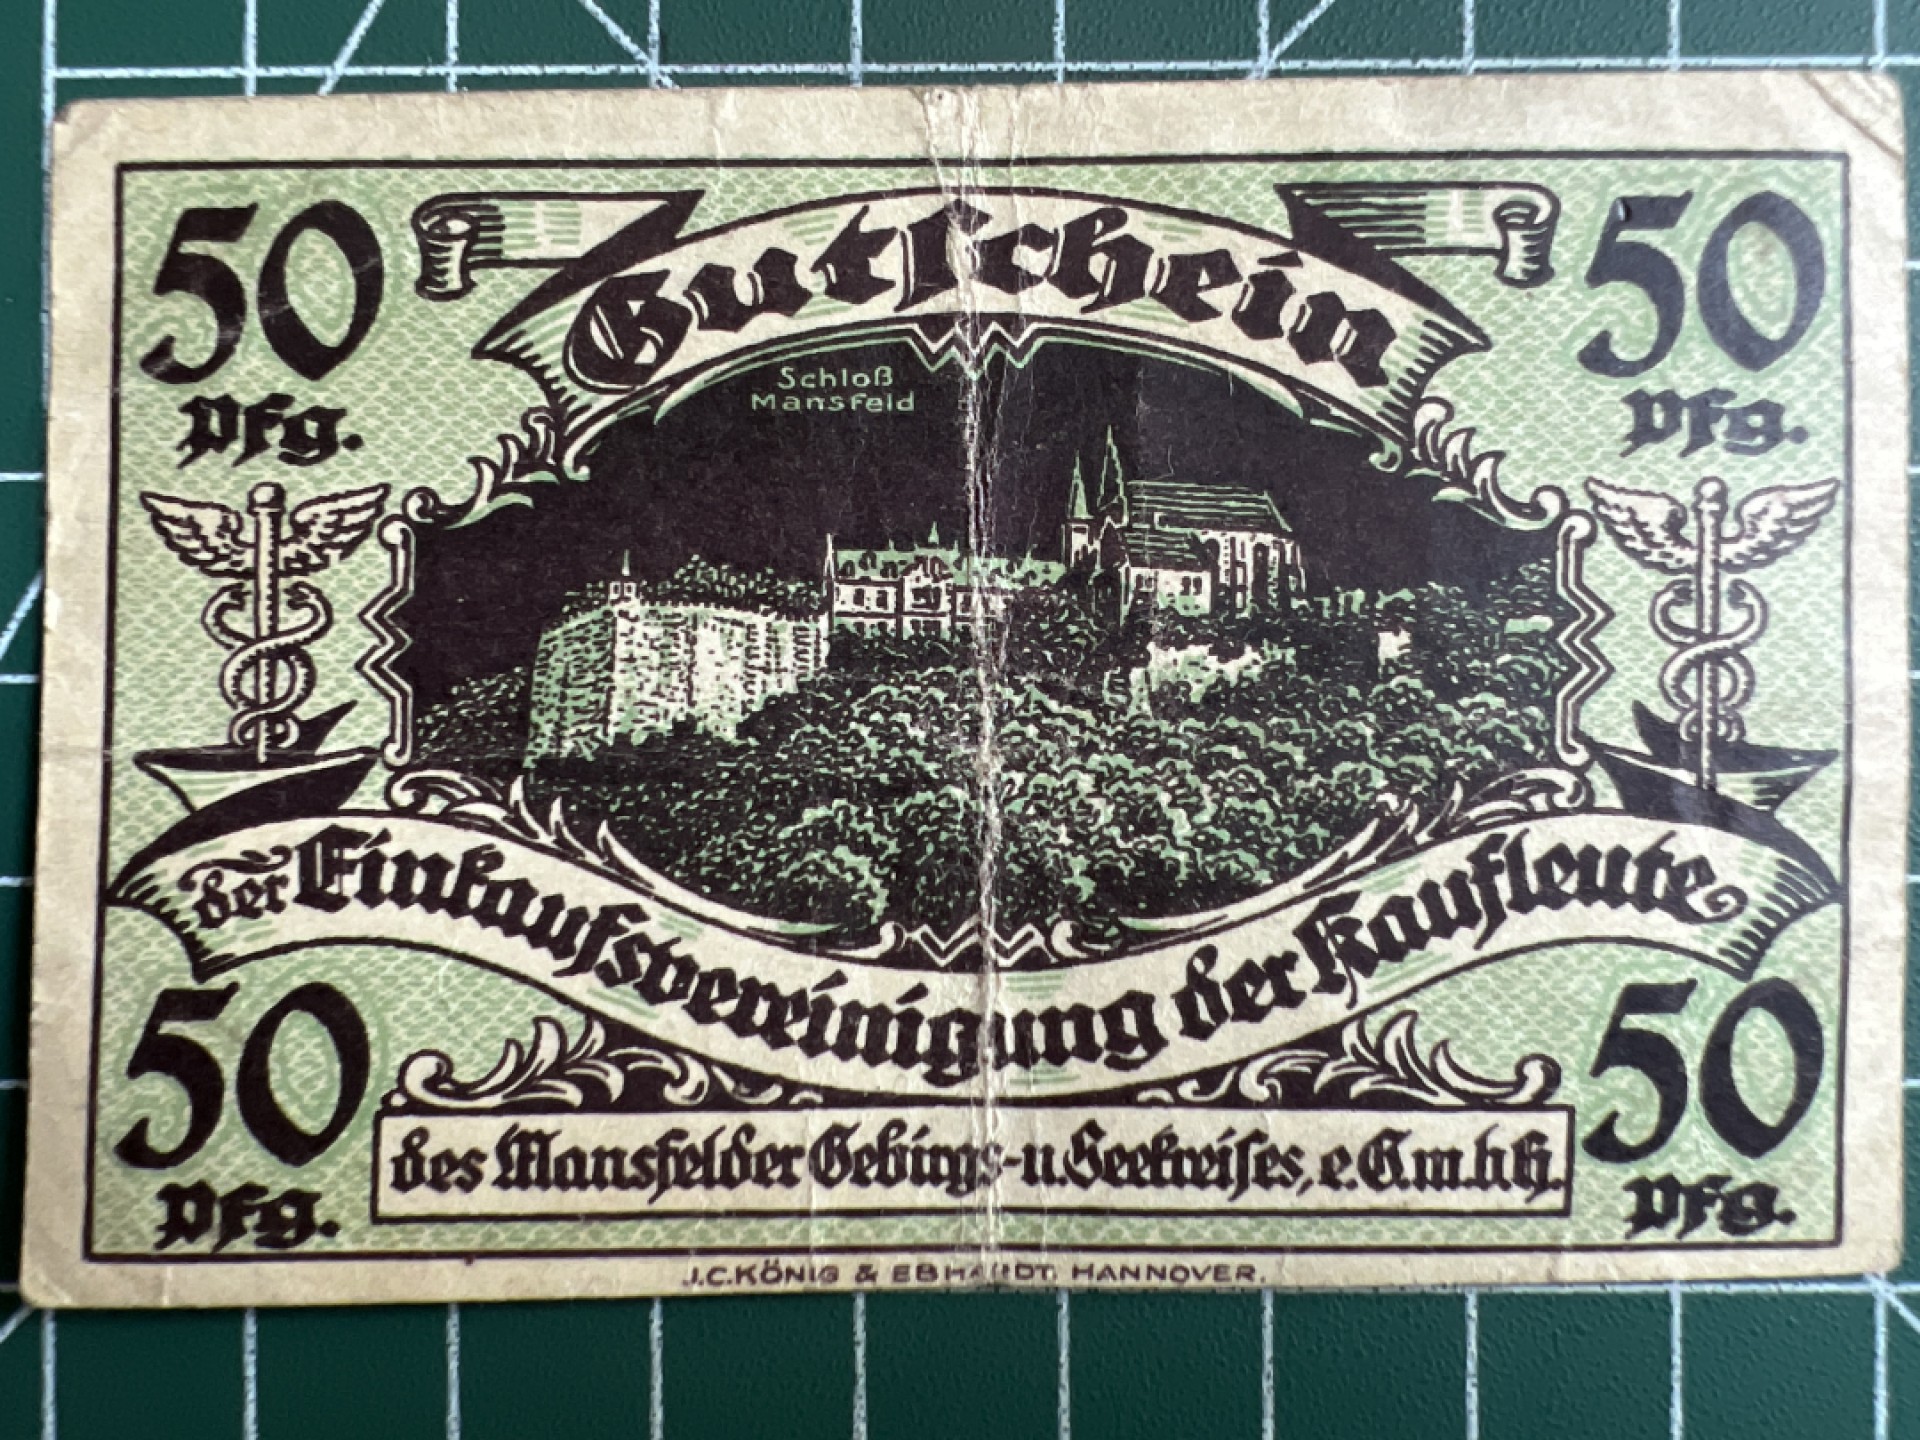 50 Pfg.
Gutschein
50 Pfg.
Schloß
Mansfeld
der Einkaufsvereinigung der Kaufleute
50 Pfg.
des Mansfelder Gebirgs- u. Seekreises, e.G.m.b.H.
50 Pfg.
J.C. KÖNIG & EBHARDT, HANNOVER.